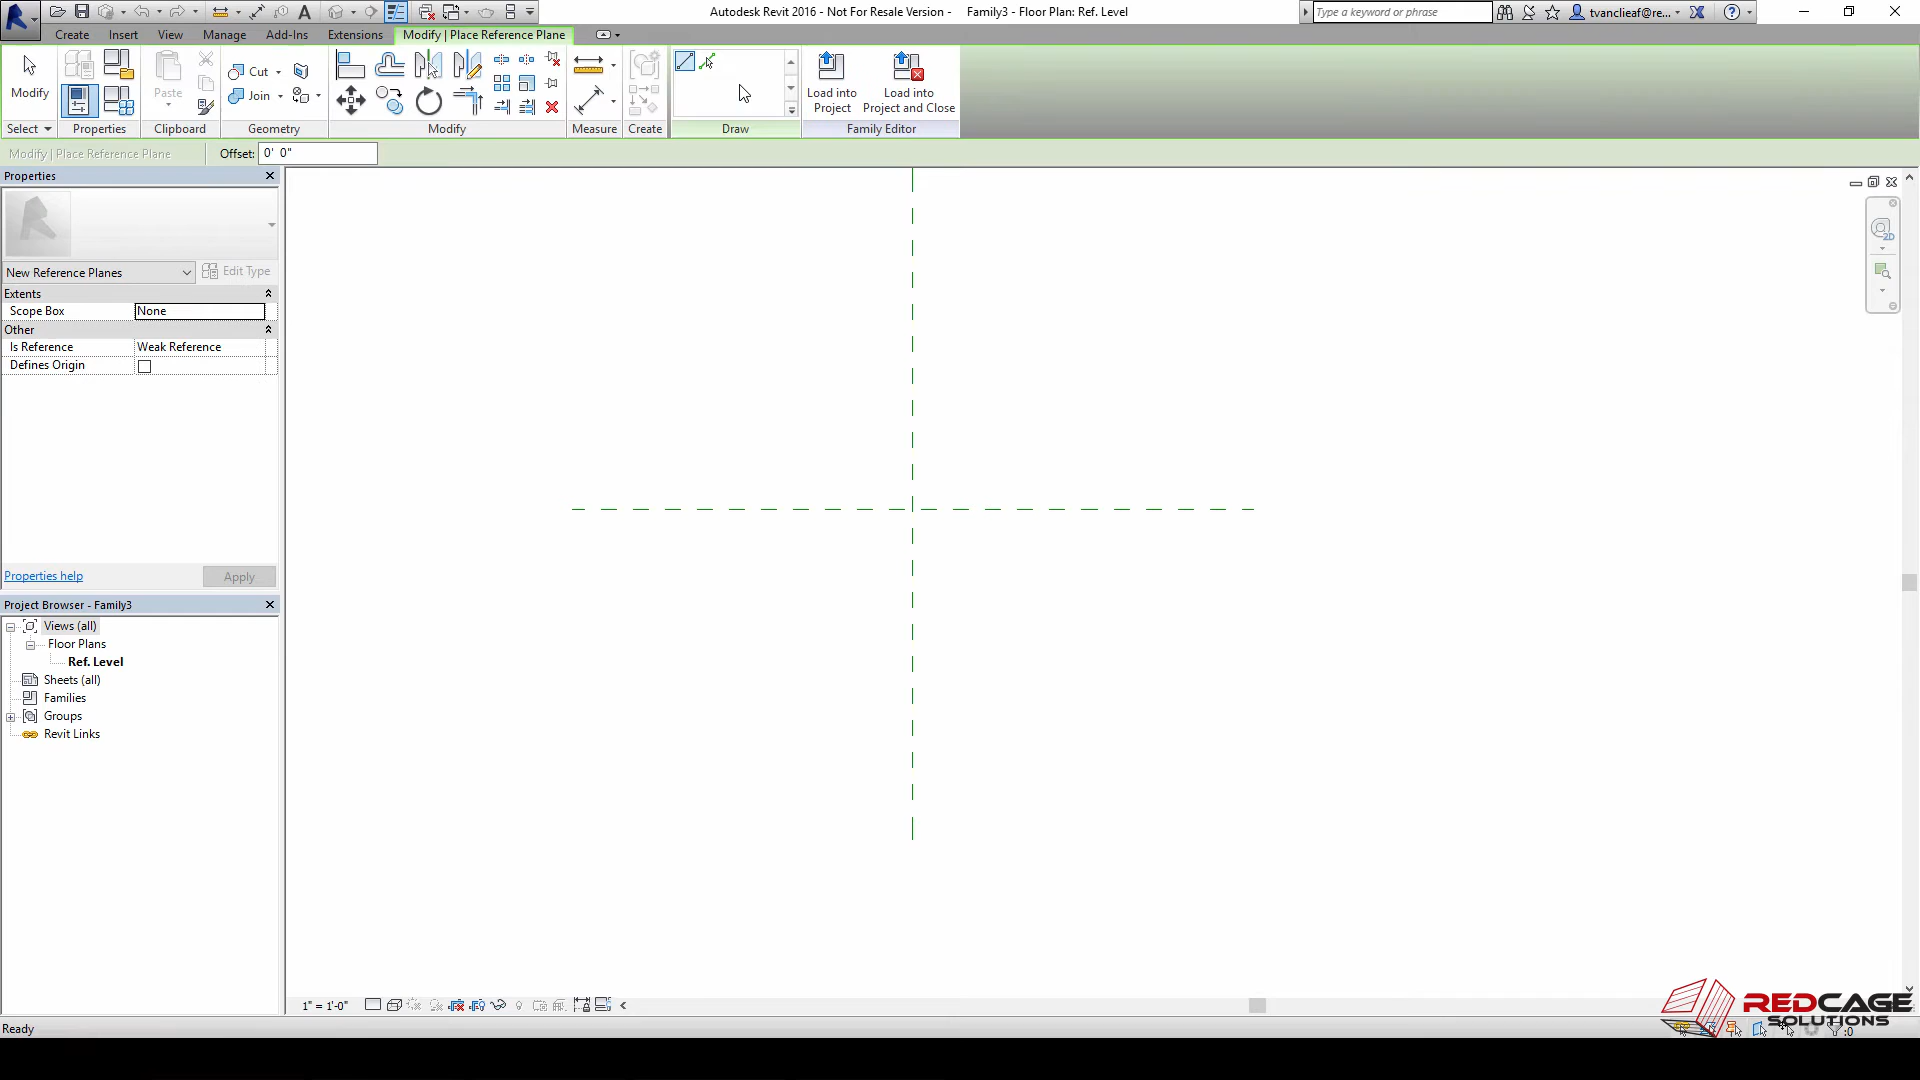 Autodesk Revit 2016 - Not For Resale Version - Family3 - Floor Plan: Ref. Level
Type a keyword or phrase
tvanclieaf@re...
Create Insert View Manage Add-Ins Extensions Modify | Place Reference Plane
Modify
Paste
Cut
Join
Load into Project
Load into Project and Close
Select Properties Clipboard Geometry Modify Measure Create Draw Family Editor
Modify | Place Reference Plane Offset: 0' 0"
Properties
New Reference Planes Edit Type
Extents
Scope Box None
Other
Is Reference Weak Reference
Defines Origin
Properties help Apply
Project Browser - Family3
Views (all)
Floor Plans
Ref. Level
Sheets (all)
Families
Groups
Revit Links
2D
1" = 1'-0"
Ready
REDCAGE
SOLUTIONS
:0